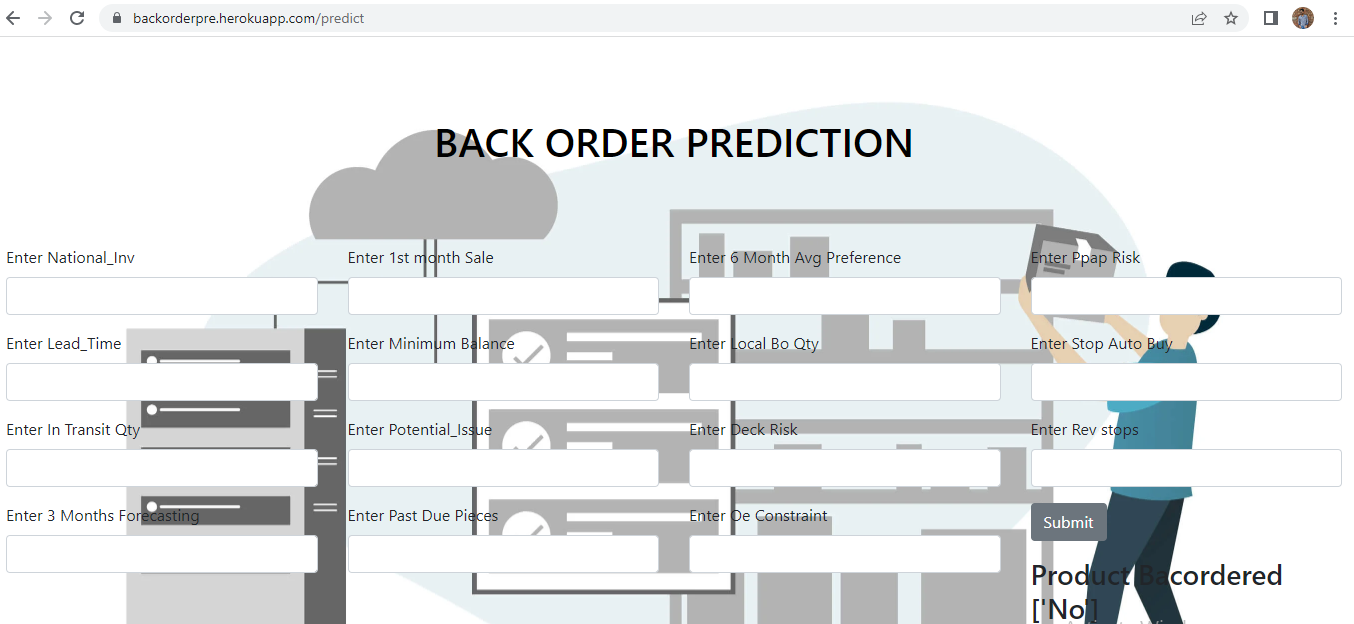 backorderpre.herokuapp.com/predict
BACK ORDER PREDICTION
Enter National_Inv
Enter 1st month Sale
Enter 6 Month Avg Preference
Enter Ppap Risk
Enter Lead_Time
Enter Minimum Balance
Enter Local Bo Qty
Enter Stop Auto Buy
Enter In Transit Qty
Enter Potential_Issue
Enter Deck Risk
Enter Rev stops
Enter 3 Months Forecasting
Enter Past Due Pieces
Enter Oe Constraint
Submit
Product Bacordered
['No']